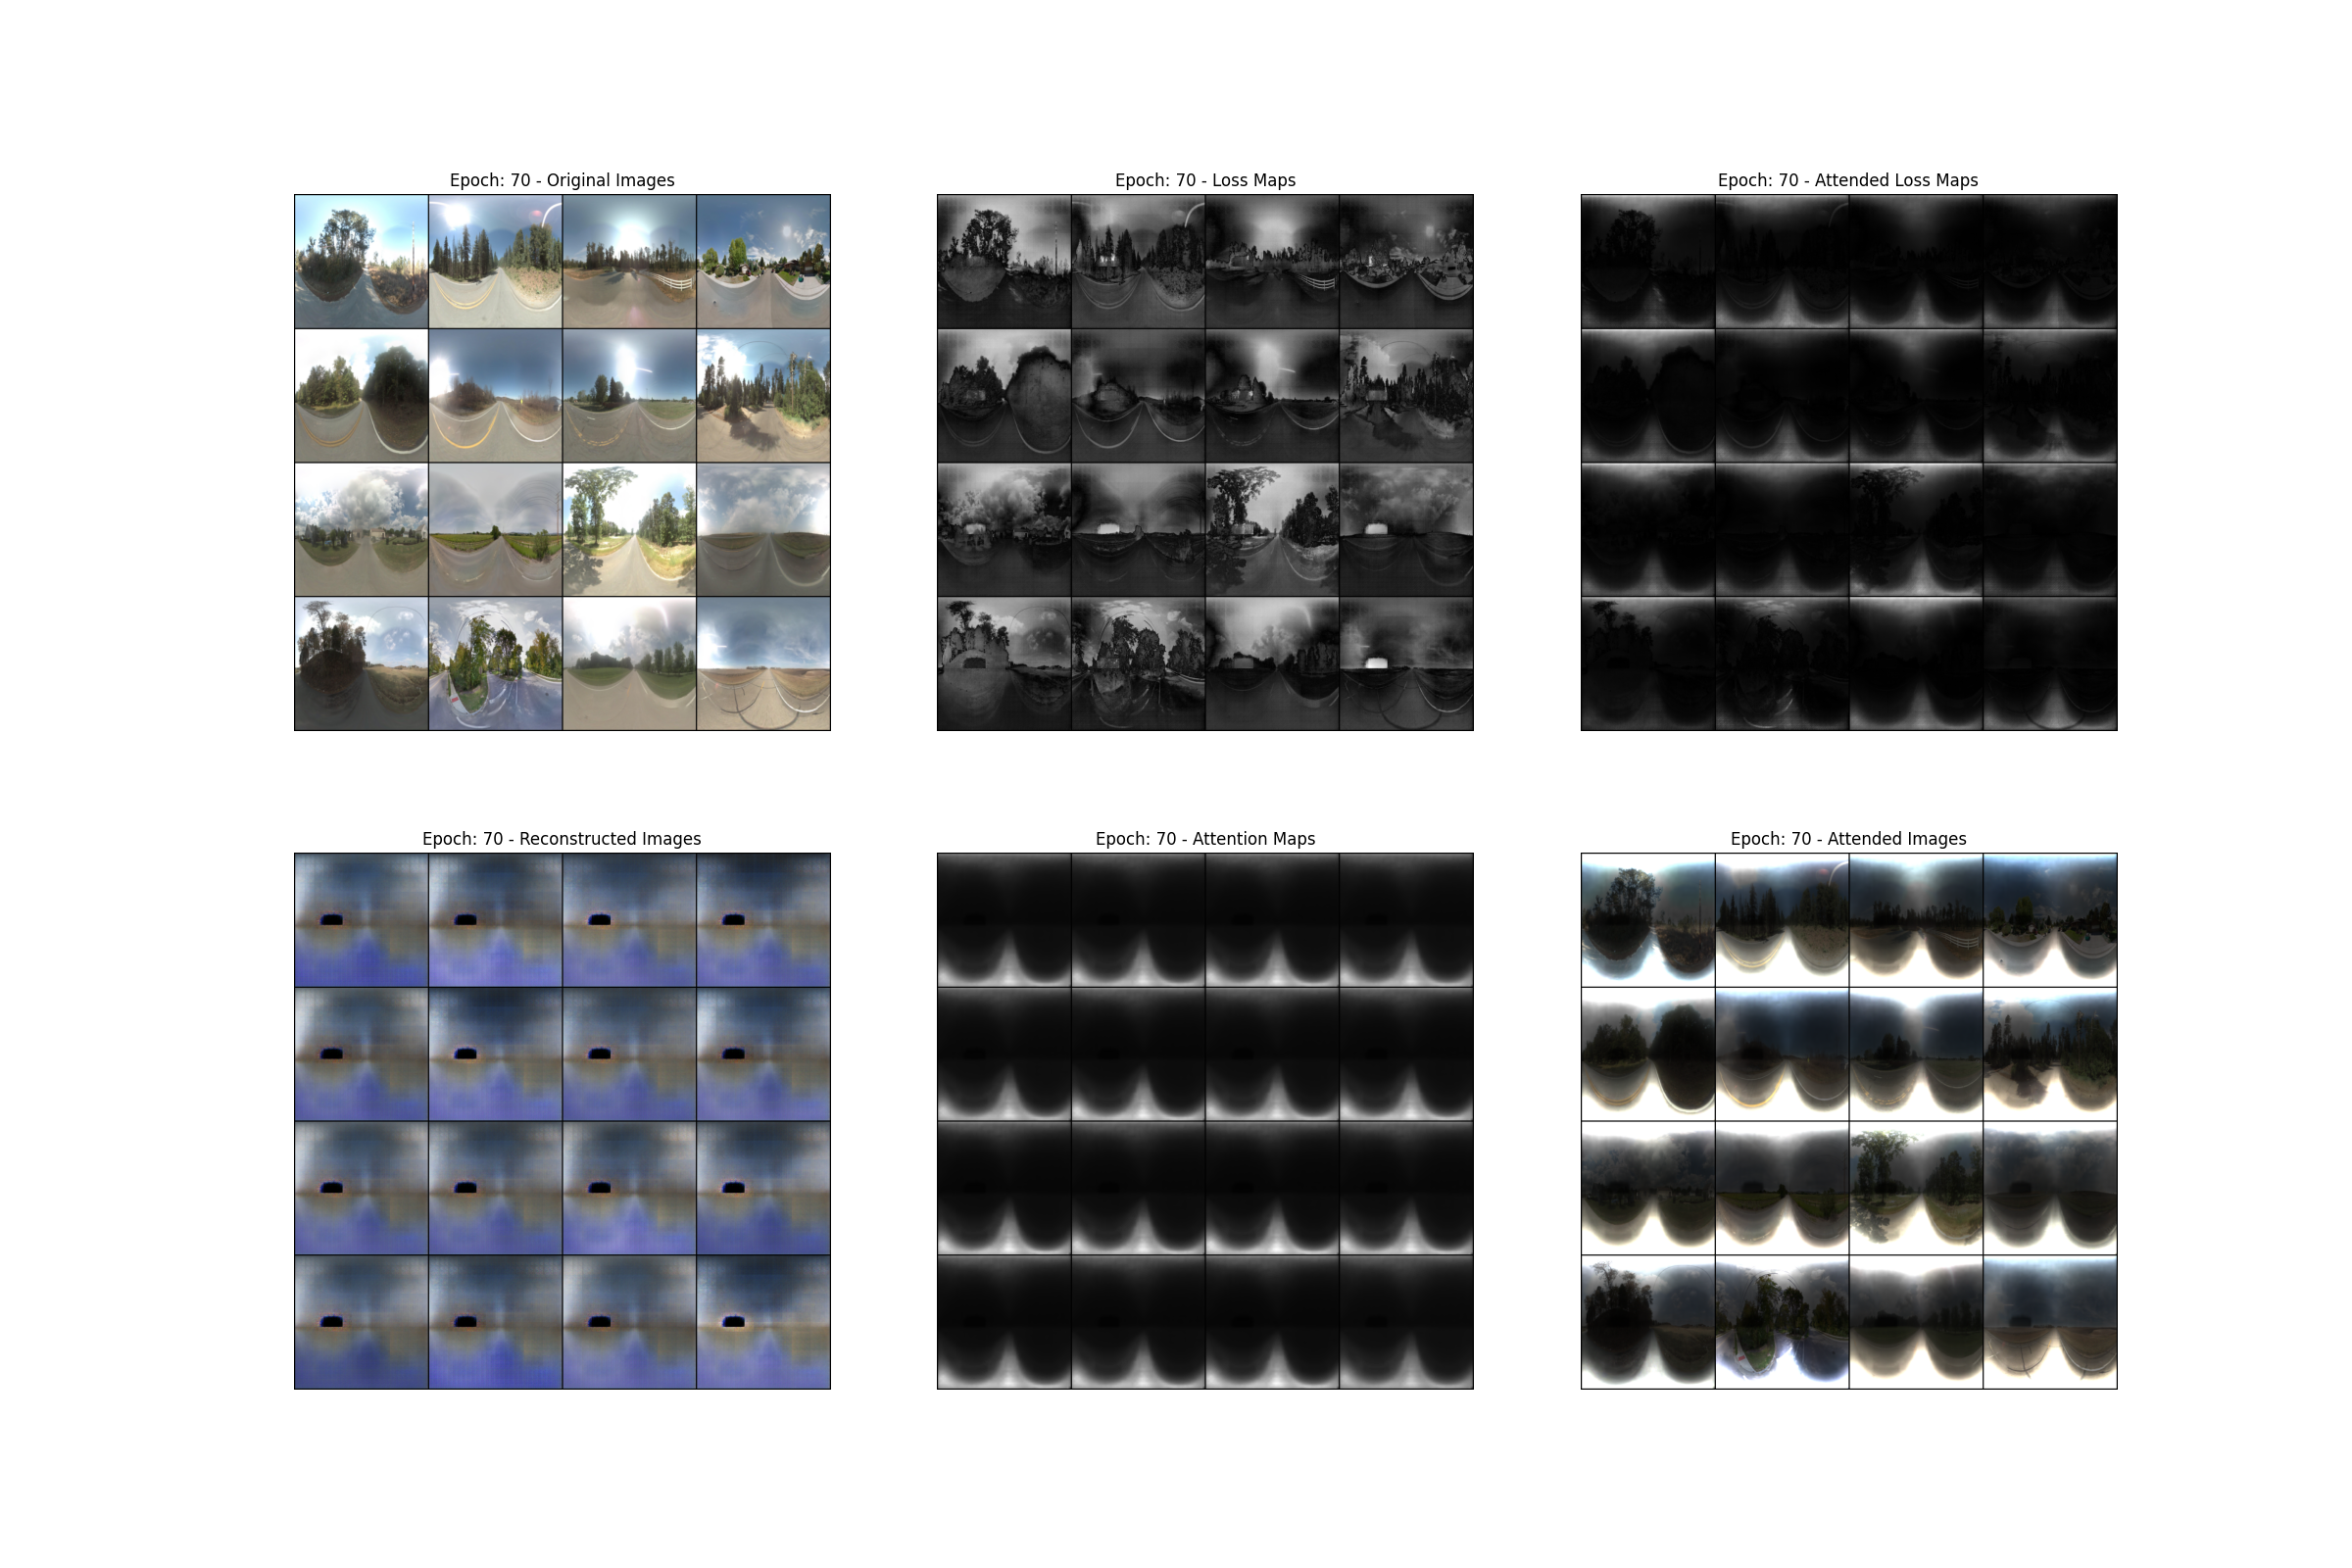 Epoch: 70 - Original Images
Epoch: 70 - Loss Maps
Epoch: 70 - Attended Loss Maps
Epoch: 70 - Reconstructed Images
Epoch: 70 - Attention Maps
Epoch: 70 - Attended Images